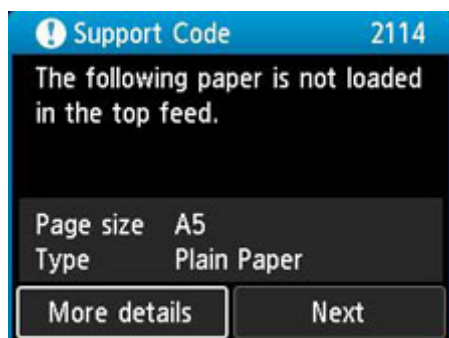 Support Code 2114
The following paper is not loaded
in the top feed.
Page size A5
Type Plain Paper
More details Next